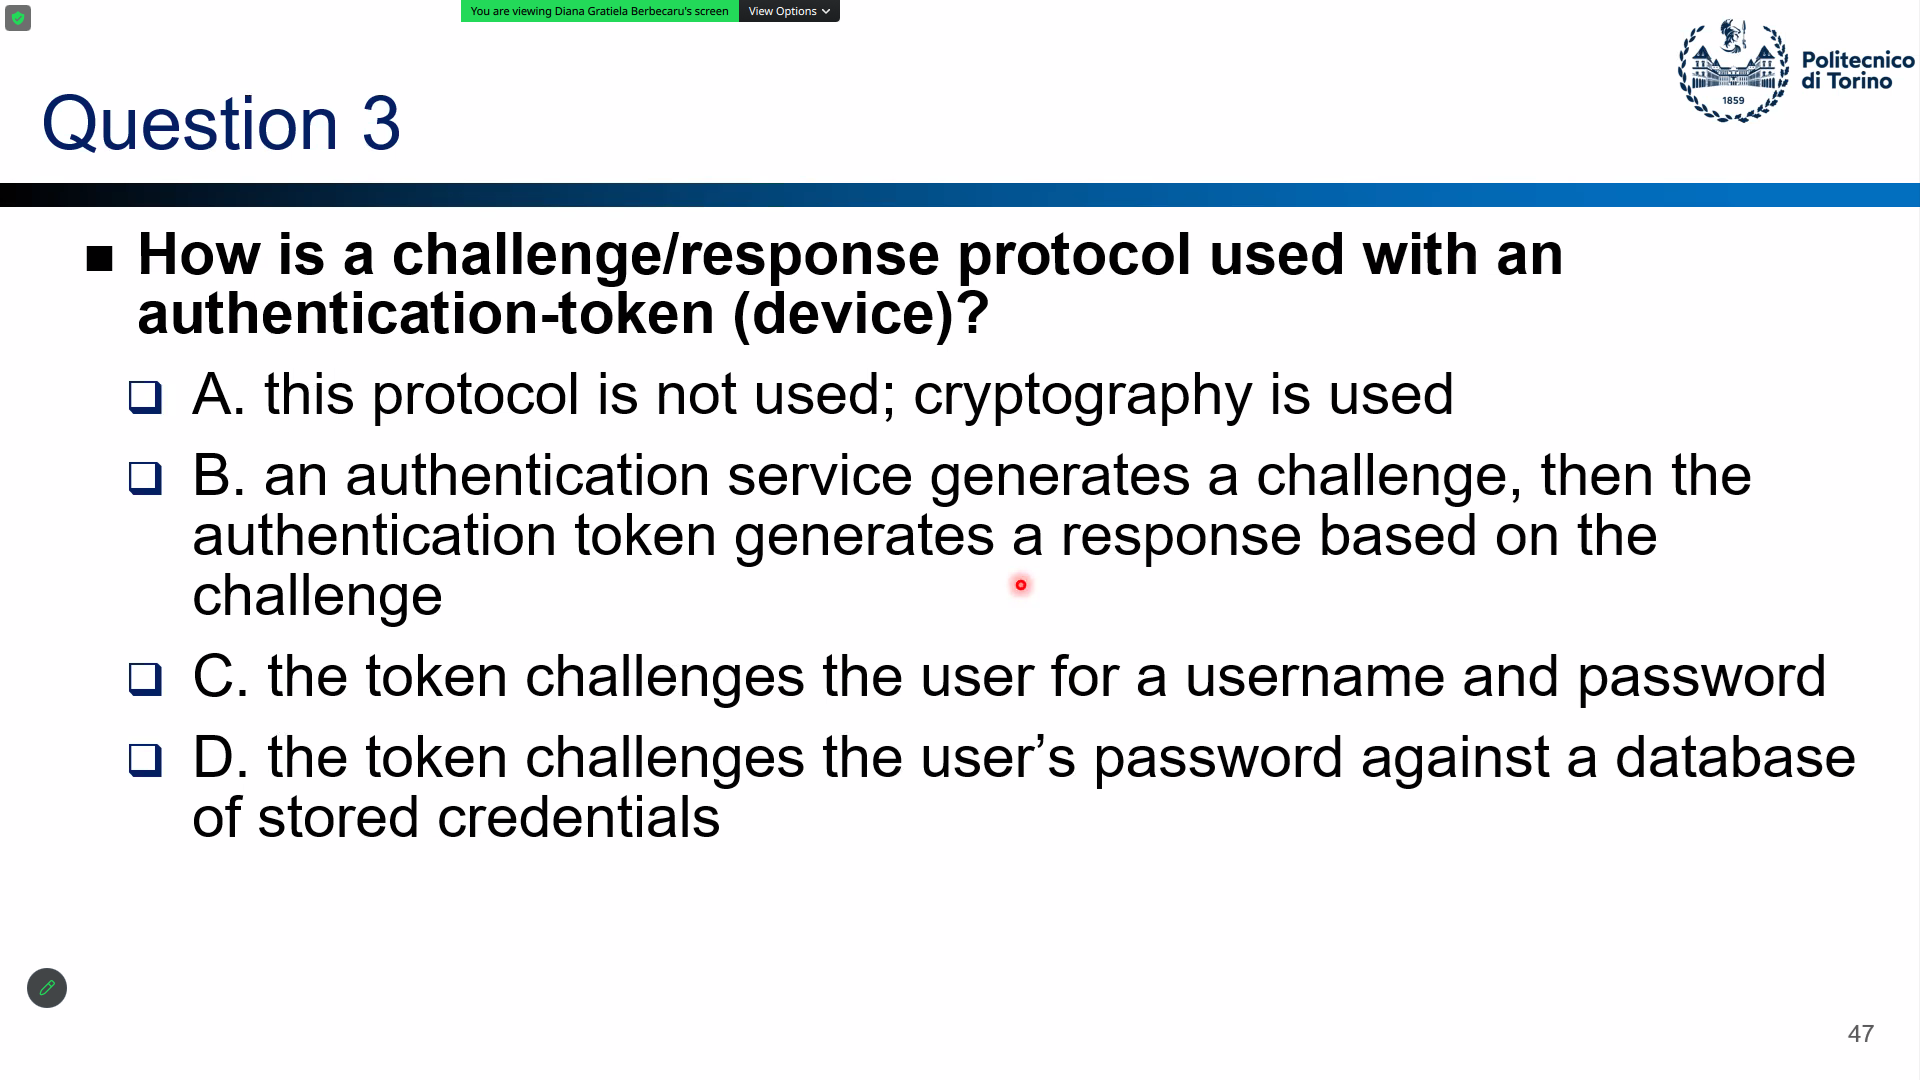 You are viewing Diana Gratiela Berbecaru's screen
View Options
Politecnico
di Torino
1859
Question 3
How is a challenge/response protocol used with an
authentication-token (device)?
A. this protocol is not used; cryptography is used
B. an authentication service generates a challenge, then the
authentication token generates a response based on the
challenge
C. the token challenges the user for a username and password
D. the token challenges the user’s password against a database
of stored credentials
47